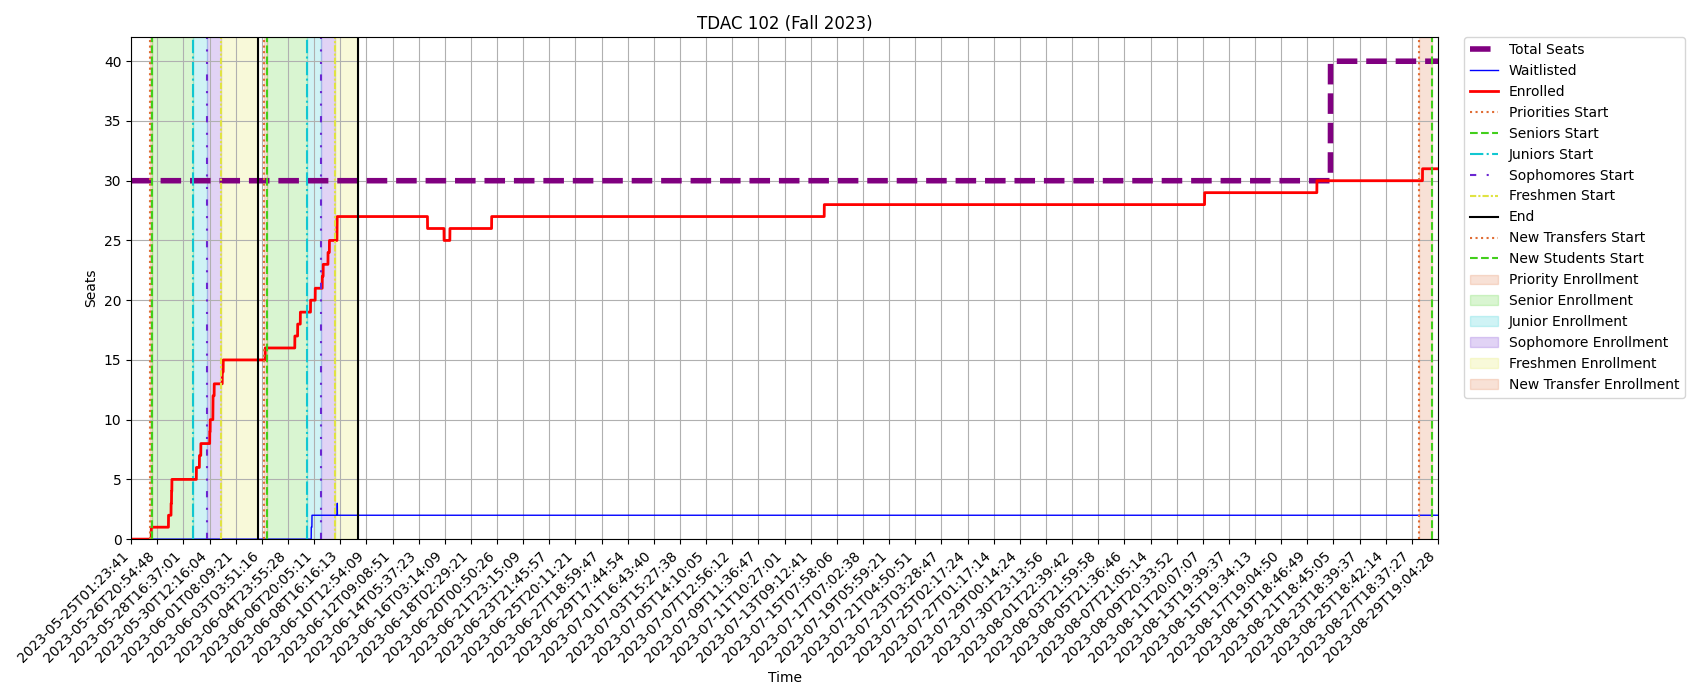 TDAC 102 (Fall 2023)
Seats
40
35
30
25
20
15
10
5
0
2023-05-25T01:23:41
2023-05-26T20:54:48
2023-05-28T16:37:01
2023-05-30T12:16:04
2023-06-01T08:09:21
2023-06-03T03:51:16
2023-06-04T23:55:28
2023-06-06T20:05:11
2023-06-08T16:16:13
2023-06-10T12:54:09
2023-06-12T09:08:51
2023-06-14T05:37:23
2023-06-16T03:14:09
2023-06-18T02:29:21
2023-06-20T00:50:26
2023-06-21T23:15:09
2023-06-23T21:45:57
2023-06-25T20:11:21
2023-06-27T18:59:47
2023-06-29T17:44:54
2023-07-01T16:43:40
2023-07-03T15:27:38
2023-07-05T14:10:05
2023-07-07T12:56:12
2023-07-09T11:36:47
2023-07-11T10:27:01
2023-07-13T09:12:41
2023-07-15T07:58:06
2023-07-17T07:02:38
2023-07-19T05:59:21
2023-07-21T04:50:51
2023-07-23T03:28:47
2023-07-25T02:17:24
2023-07-27T01:17:14
2023-07-29T00:14:24
2023-07-30T23:13:56
2023-08-01T22:39:42
2023-08-03T21:59:58
2023-08-05T21:36:46
2023-08-07T21:05:14
2023-08-09T20:33:52
2023-08-11T20:07:07
2023-08-13T19:39:37
2023-08-15T19:34:13
2023-08-17T19:04:50
2023-08-19T18:46:49
2023-08-21T18:45:05
2023-08-23T18:39:37
2023-08-25T18:42:14
2023-08-27T18:37:27
2023-08-29T19:04:28
Time
Total Seats
Waitlisted
Enrolled
Priorities Start
Seniors Start
Juniors Start
Sophomores Start
Freshmen Start
End
New Transfers Start
New Students Start
Priority Enrollment
Senior Enrollment
Junior Enrollment
Sophomore Enrollment
Freshmen Enrollment
New Transfer Enrollment